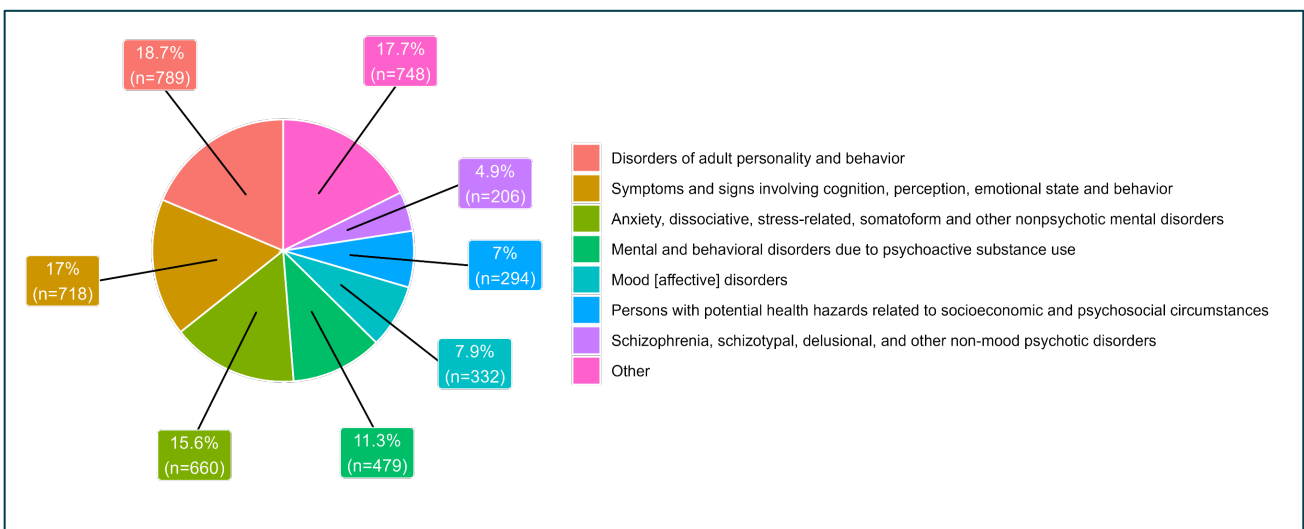 18.7%
(n=789)
17.7%
(n=748)
4.9%
(n=206)
7%
(n=294)
17%
(n=718)
7.9%
(n=332)
15.6%
(n=660)
11.3%
(n=479)
Disorders of adult personality and behavior
Symptoms and signs involving cognition, perception, emotional state and behavior
Anxiety, dissociative, stress-related, somatoform and other nonpsychotic mental disorders
Mental and behavioral disorders due to psychoactive substance use
Mood [affective] disorders
Persons with potential health hazards related to socioeconomic and psychosocial circumstances
Schizophrenia, schizotypal, delusional, and other non-mood psychotic disorders
Other